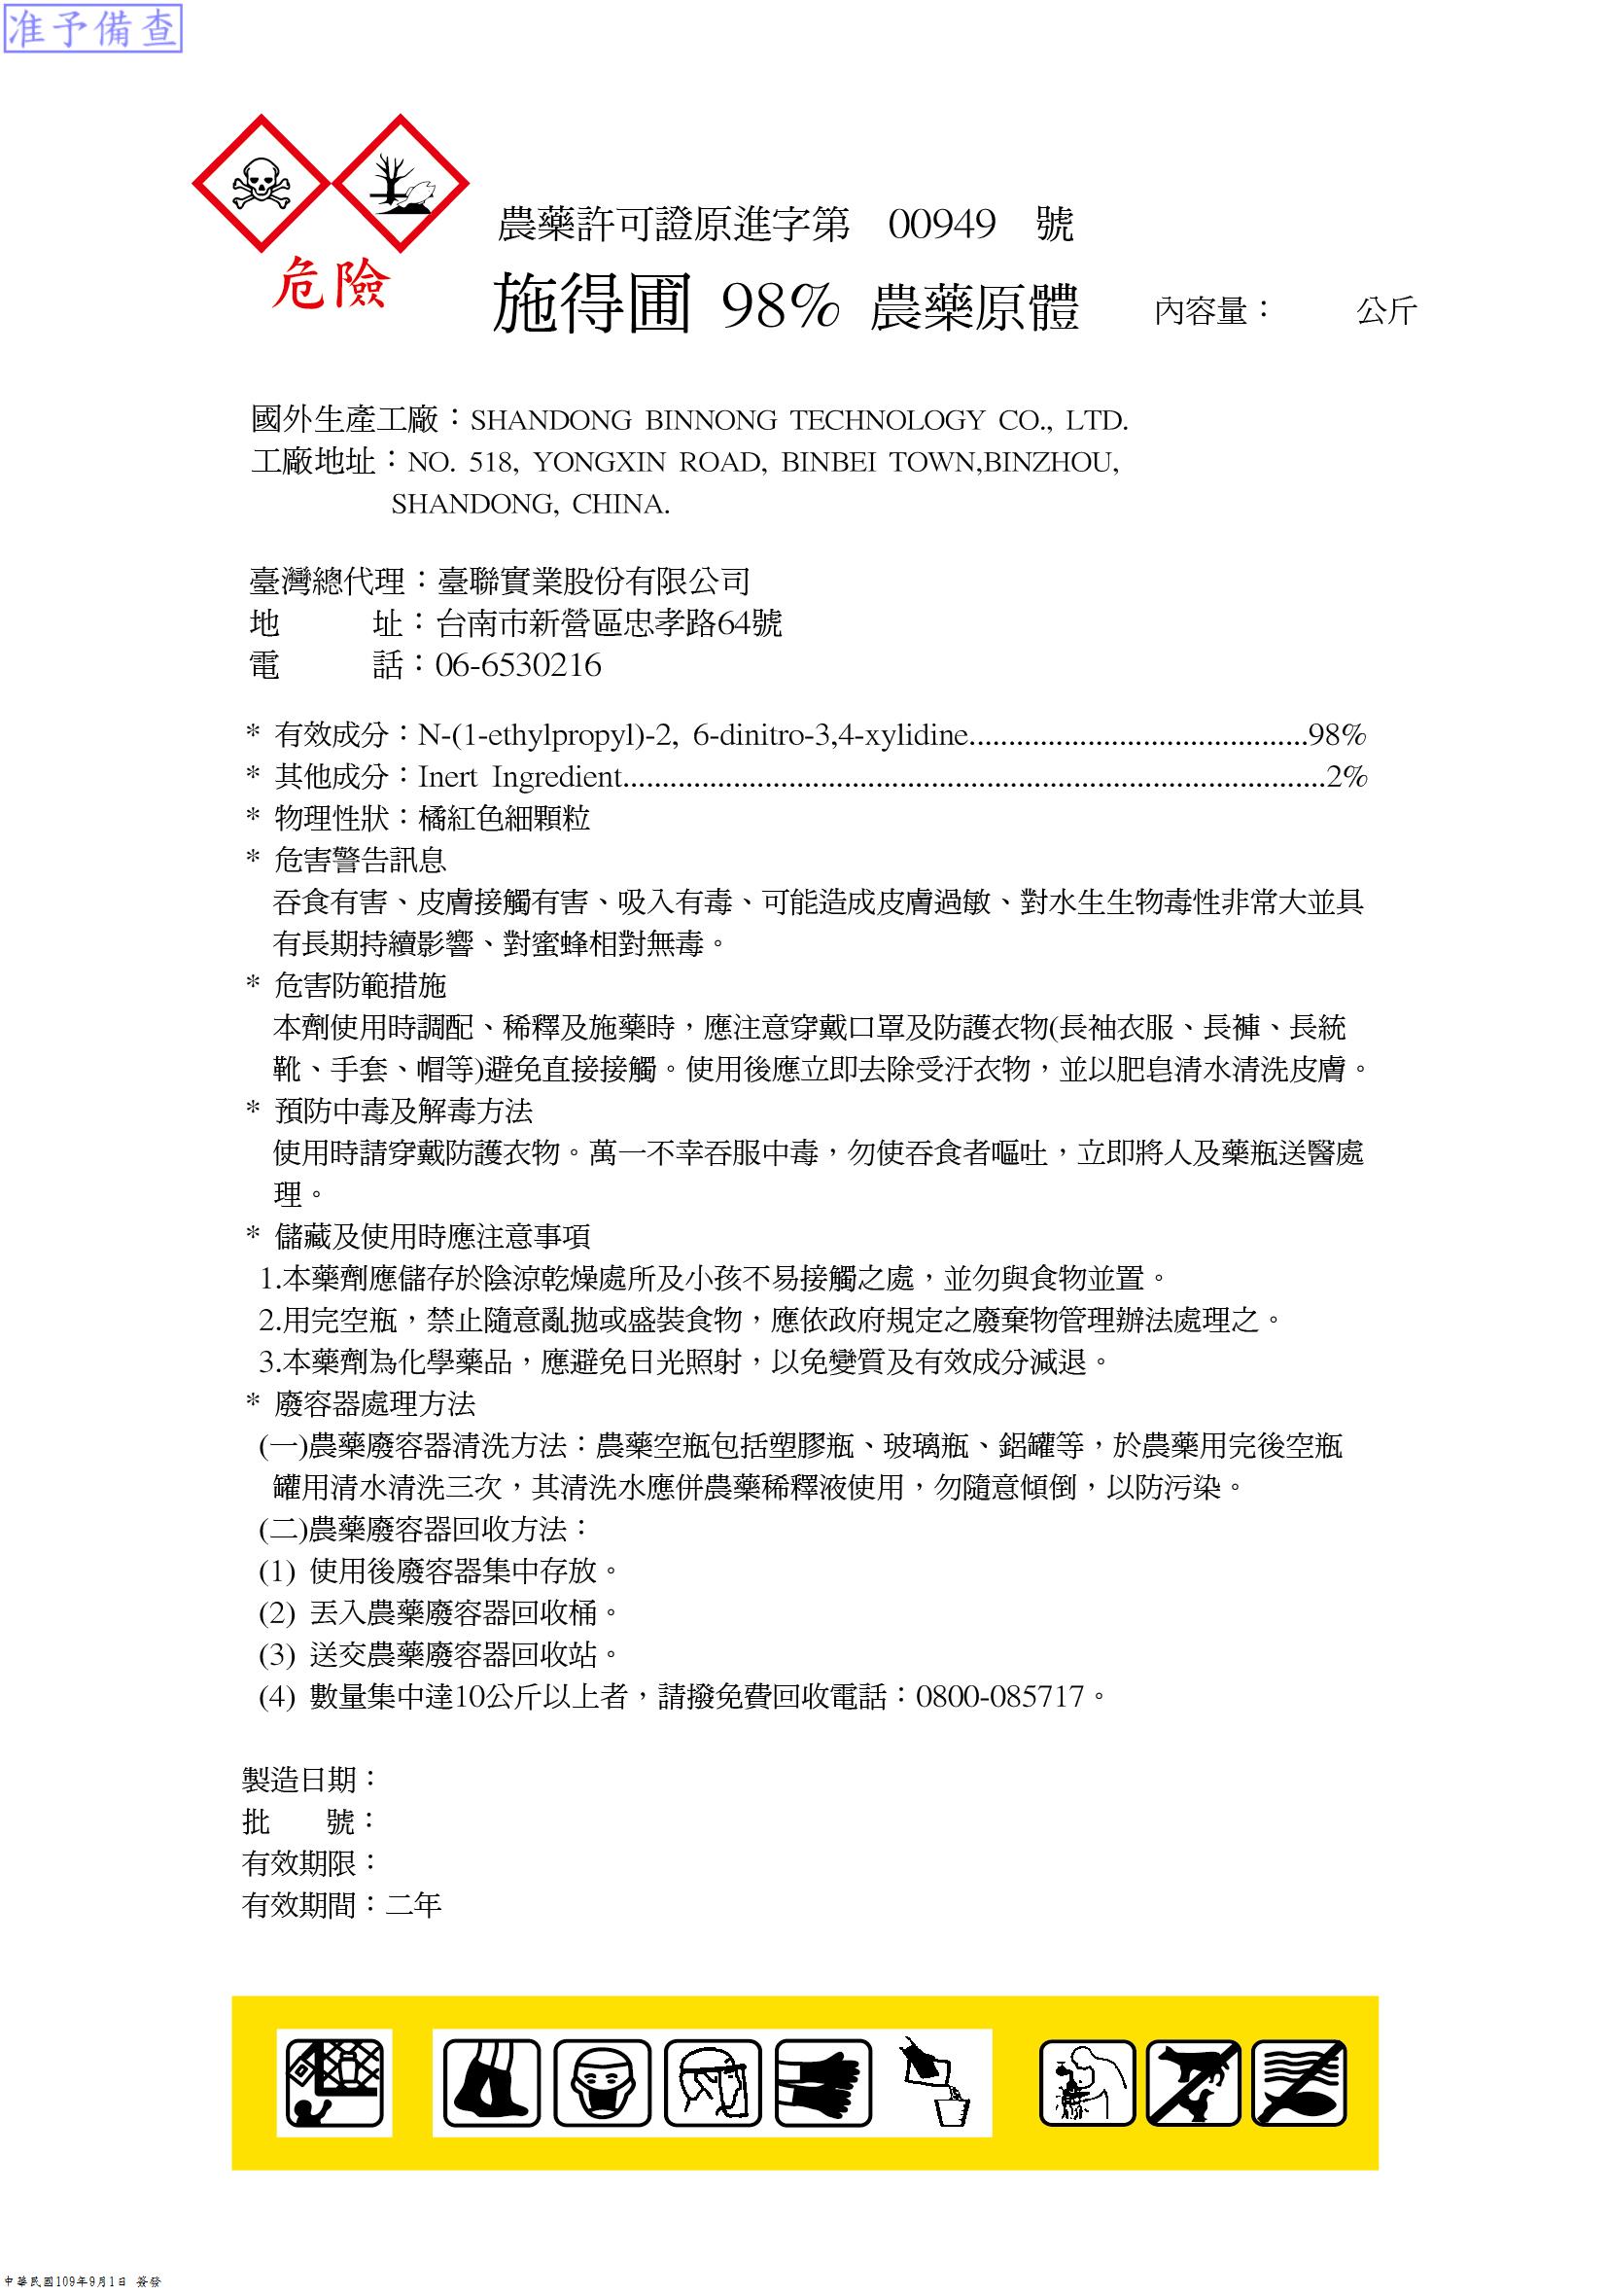 准予備查
農藥許可證原進字第 00949 號
危險
施得圃 98% 農藥原體 內容量： 公斤
國外生產工廠：SHANDONG BINNONG TECHNOLOGY CO., LTD.
工廠地址：NO. 518, YONGXIN ROAD, BINBEI TOWN,BINZHOU,
SHANDONG, CHINA.
臺灣總代理：臺聯實業股份有限公司
地 址：台南市新營區忠孝路64號
電 話：06-6530216
* 有效成分：N-(1-ethylpropyl)-2, 6-dinitro-3,4-xylidine...........................................98%
* 其他成分：Inert Ingredient.........................................................................................2%
* 物理性狀：橘紅色細顆粒
* 危害警告訊息
吞食有害、皮膚接觸有害、吸入有毒、可能造成皮膚過敏、對水生生物毒性非常大並具
有長期持續影響、對蜜蜂相對無毒。
* 危害防範措施
本劑使用時調配、稀釋及施藥時，應注意穿戴口罩及防護衣物(長袖衣服、長褲、長統
靴、手套、帽等)避免直接接觸。使用後應立即去除受汙衣物，並以肥皂清水清洗皮膚。
* 預防中毒及解毒方法
使用時請穿戴防護衣物。萬一不幸吞服中毒，勿使吞食者嘔吐，立即將人及藥瓶送醫處
理。
* 儲藏及使用時應注意事項
1.本藥劑應儲存於陰涼乾燥處所及小孩不易接觸之處，並勿與食物並置。
2.用完空瓶，禁止隨意亂拋或盛裝食物，應依政府規定之廢棄物管理辦法處理之。
3.本藥劑為化學藥品，應避免日光照射，以免變質及有效成分減退。
* 廢容器處理方法
(一)農藥廢容器清洗方法：農藥空瓶包括塑膠瓶、玻璃瓶、鋁罐等，於農藥用完後空瓶
罐用清水清洗三次，其清洗水應併農藥稀釋液使用，勿隨意傾倒，以防污染。
(二)農藥廢容器回收方法：
(1) 使用後廢容器集中存放。
(2) 丟入農藥廢容器回收桶。
(3) 送交農藥廢容器回收站。
(4) 數量集中達10公斤以上者，請撥免費回收電話：0800-085717。
製造日期：
批 號：
有效期限：
有效期間：二年
中華民國109年9月1日 簽發